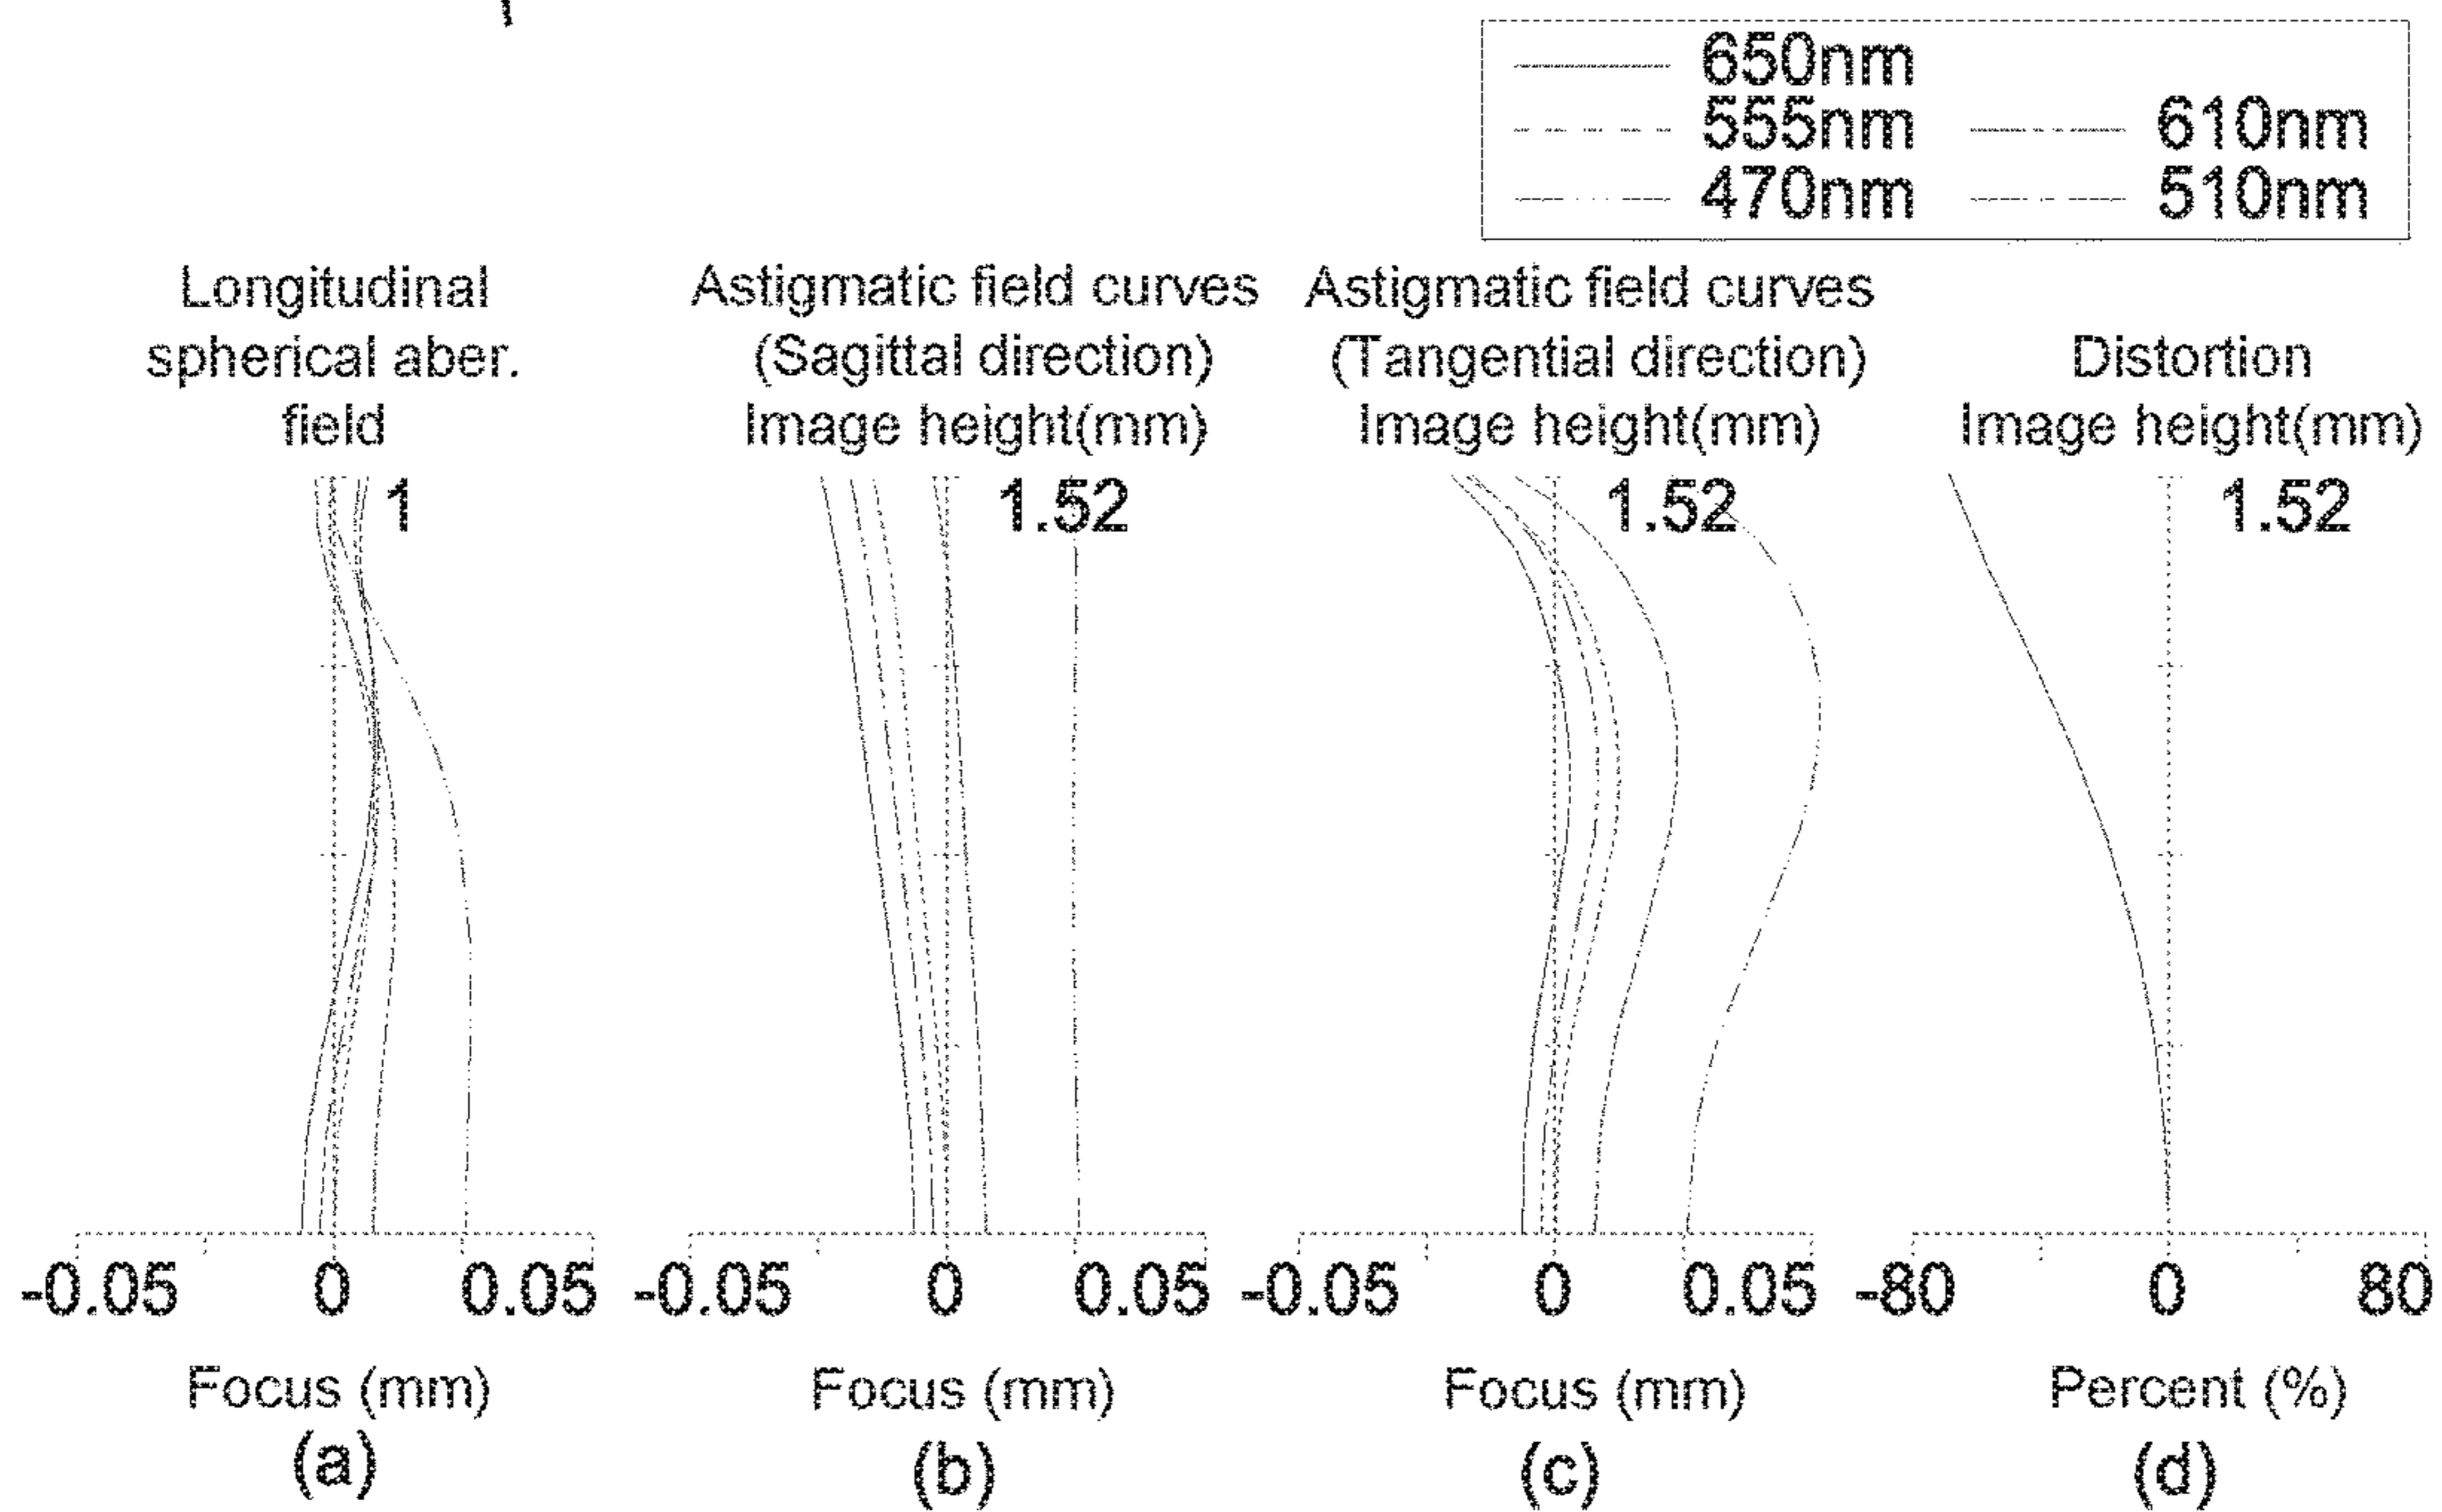 650nm
555nm 610nm
470nm 510nm
Longitudinal
spherical aber.
field
1
Astigmatic field curves
(Sagittal direction)
Image height(mm)
1.52
Astigmatic field curves
(Tangential direction)
Image height(mm)
1.52
Distortion
Image height(mm)
1.52
-0.05 0 0.05
Focus (mm)
(a)
-0.05 0 0.05
Focus (mm)
(b)
-0.05 0 0.05
Focus (mm)
(c)
-80 0 80
Percent (%)
(d)